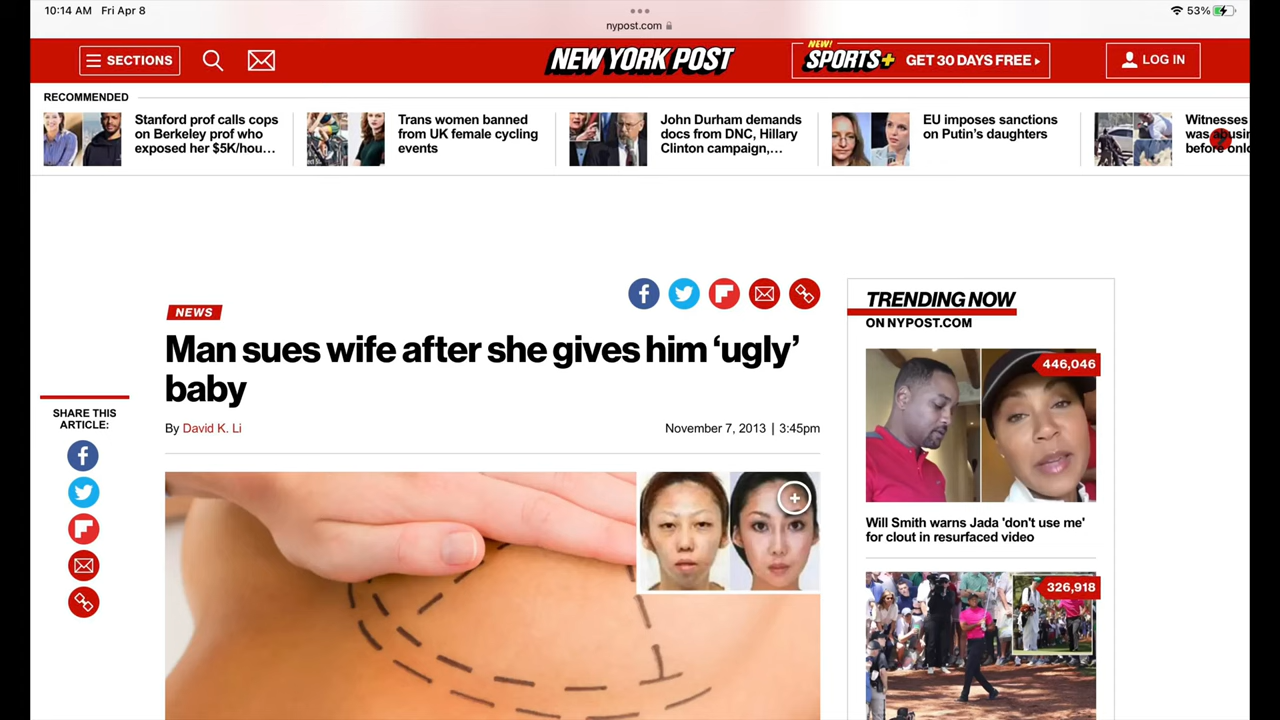 10:14 AM Fri Apr 8
nypost.com
53%
SECTIONS
NEW YORK POST
NEW!
SPORTS+ GET 30 DAYS FREE
LOG IN
RECOMMENDED
Stanford prof calls cops
on Berkeley prof who
exposed her $5K/hou…
Trans women banned
from UK female cycling
events
John Durham demands
docs from DNC, Hillary
Clinton campaign,…
EU imposes sanctions
on Putin’s daughters
Witnesses
was abusin
before onlo
NEWS
Man sues wife after she gives him ‘ugly’
baby
By David K. Li
November 7, 2013 | 3:45pm
SHARE THIS
ARTICLE:
TRENDING NOW
ON NYPOST.COM
446,046
Will Smith warns Jada 'don't use me'
for clout in resurfaced video
326,918